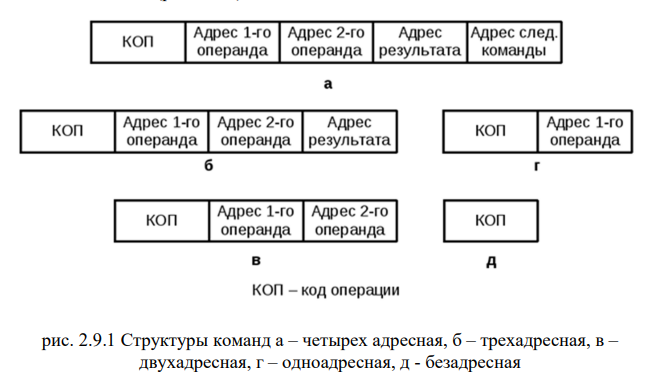 КОП
Адрес 1-го
операнда
Адрес 2-го
операнда
Адрес
результата
Адрес след.
команды
а
КОП
Адрес 1-го
операнда
Адрес 2-го
операнда
Адрес
результата
б
КОП
Адрес 1-го
операнда
г
КОП
Адрес 1-го
операнда
Адрес 2-го
операнда
в
КОП
д
КОП – код операции
рис. 2.9.1 Структуры команд а – четырех адресная, б – трехадресная, в –
двухадресная, г – одноадресная, д - безадресная